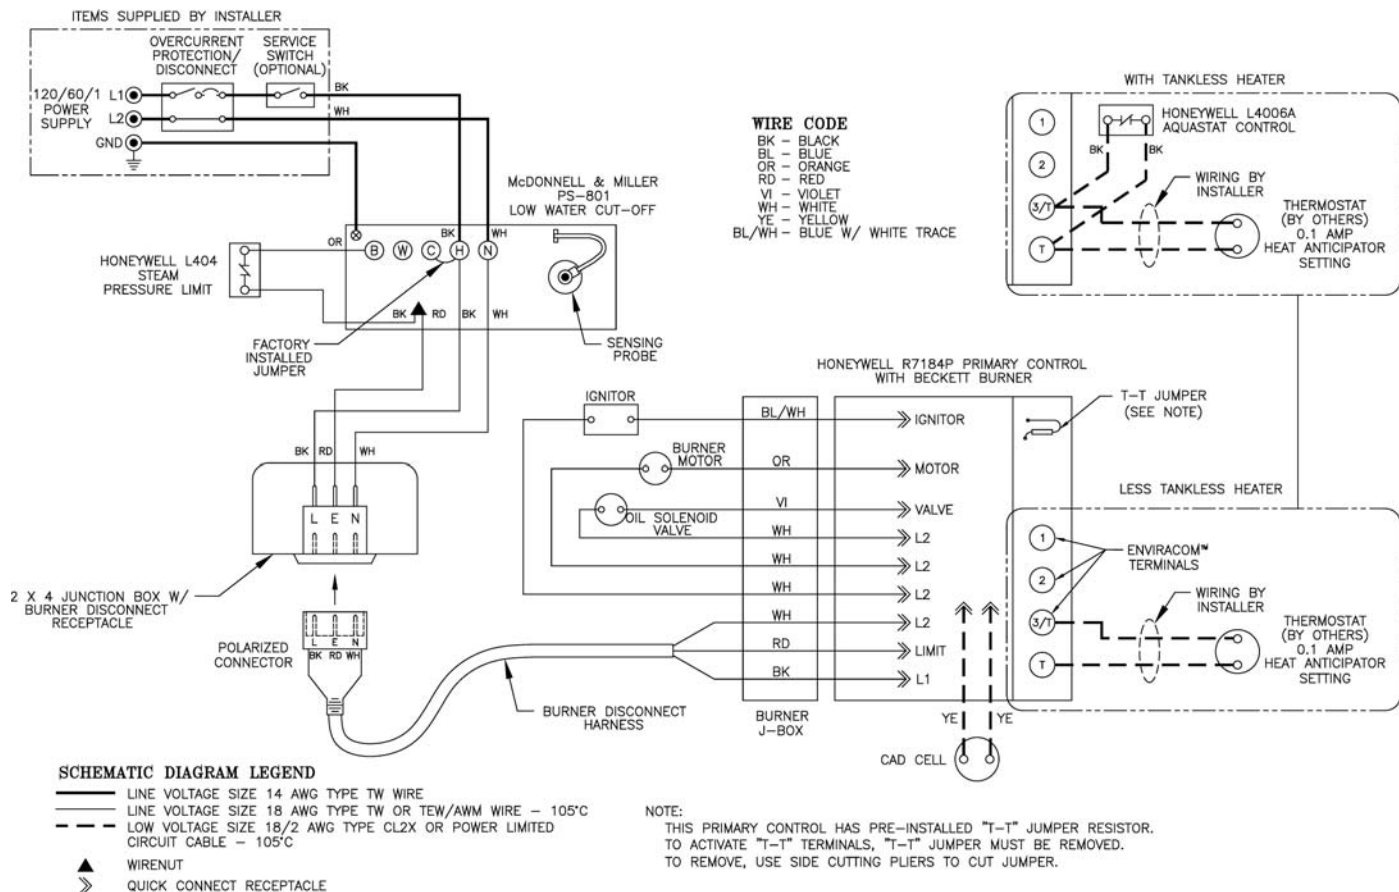 ITEMS SUPPLIED BY INSTALLER
OVERCURRENT
PROTECTION/
DISCONNECT
SERVICE
SWITCH
(OPTIONAL)
120/60/1
POWER
SUPPLY
L1
L2
GND
BK
WH
McDONNELL & MILLER
PS-801
LOW WATER CUT-OFF
OR
BK
WH
B
W
C
H
N
HONEYWELL L404
STEAM
PRESSURE LIMIT
BK
RD
BK
WH
FACTORY
INSTALLED
JUMPER
SENSING
PROBE
WIRE CODE
BK - BLACK
BL - BLUE
OR - ORANGE
RD - RED
VI - VIOLET
WH - WHITE
YE - YELLOW
BL/WH - BLUE W/ WHITE TRACE
WITH TANKLESS HEATER
1
2
3/T
T
HONEYWELL L4006A
AQUASTAT CONTROL
BK
BK
WIRING BY
INSTALLER
THERMOSTAT
(BY OTHERS)
0.1 AMP
HEAT ANTICIPATOR
SETTING
HONEYWELL R7184P PRIMARY CONTROL
WITH BECKETT BURNER
T-T JUMPER
(SEE NOTE)
IGNITOR
BL/WH
IGNITOR
BURNER
MOTOR
OR
MOTOR
OIL SOLENOID
VALVE
VI
VALVE
WH
L2
WH
L2
WH
L2
WH
L2
RD
LIMIT
BK
L1
BURNER
J-BOX
YE
YE
CAD CELL
LESS TANKLESS HEATER
1
2
3/T
T
ENVIRACOM™
TERMINALS
WIRING BY
INSTALLER
THERMOSTAT
(BY OTHERS)
0.1 AMP
HEAT ANTICIPATOR
SETTING
BK
RD
WH
L E N
2 X 4 JUNCTION BOX W/
BURNER DISCONNECT
RECEPTACLE
POLARIZED
CONNECTOR
L E N
BK RD WH
BURNER DISCONNECT
HARNESS
SCHEMATIC DIAGRAM LEGEND
LINE VOLTAGE SIZE 14 AWG TYPE TW WIRE
LINE VOLTAGE SIZE 18 AWG TYPE TW OR TEW/AWM WIRE - 105°C
LOW VOLTAGE SIZE 18/2 AWG TYPE CL2X OR POWER LIMITED
CIRCUIT CABLE - 105°C
WIRENUT
QUICK CONNECT RECEPTACLE
NOTE:
THIS PRIMARY CONTROL HAS PRE-INSTALLED "T-T" JUMPER RESISTOR.
TO ACTIVATE "T-T" TERMINALS, "T-T" JUMPER MUST BE REMOVED.
TO REMOVE, USE SIDE CUTTING PLIERS TO CUT JUMPER.